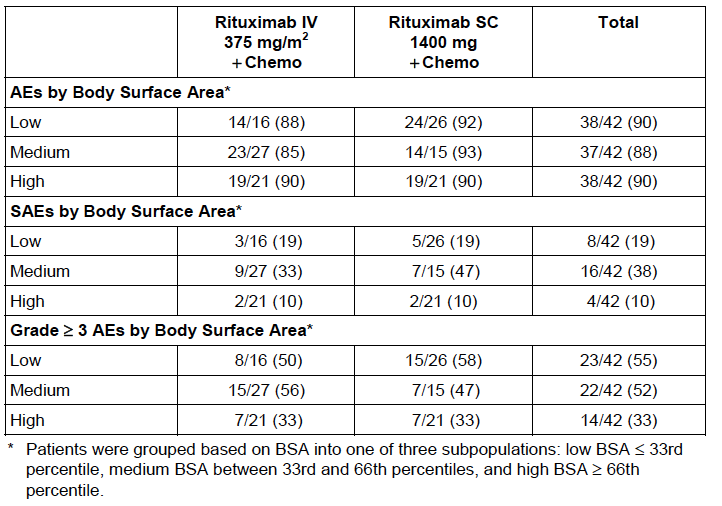 Rituximab IV 375 mg/m² + Chemo Rituximab SC 1400 mg + Chemo Total
AEs by Body Surface Area*
Low 14/16 (88) 24/26 (92) 38/42 (90)
Medium 23/27 (85) 14/15 (93) 37/42 (88)
High 19/21 (90) 19/21 (90) 38/42 (90)
SAEs by Body Surface Area*
Low 3/16 (19) 5/26 (19) 8/42 (19)
Medium 9/27 (33) 7/15 (47) 16/42 (38)
High 2/21 (10) 2/21 (10) 4/42 (10)
Grade ≥ 3 AEs by Body Surface Area*
Low 8/16 (50) 15/26 (58) 23/42 (55)
Medium 15/27 (56) 7/15 (47) 22/42 (52)
High 7/21 (33) 7/21 (33) 14/42 (33)
* Patients were grouped based on BSA into one of three subpopulations: low BSA ≤ 33rd
percentile, medium BSA between 33rd and 66th percentiles, and high BSA ≥ 66th
percentile.